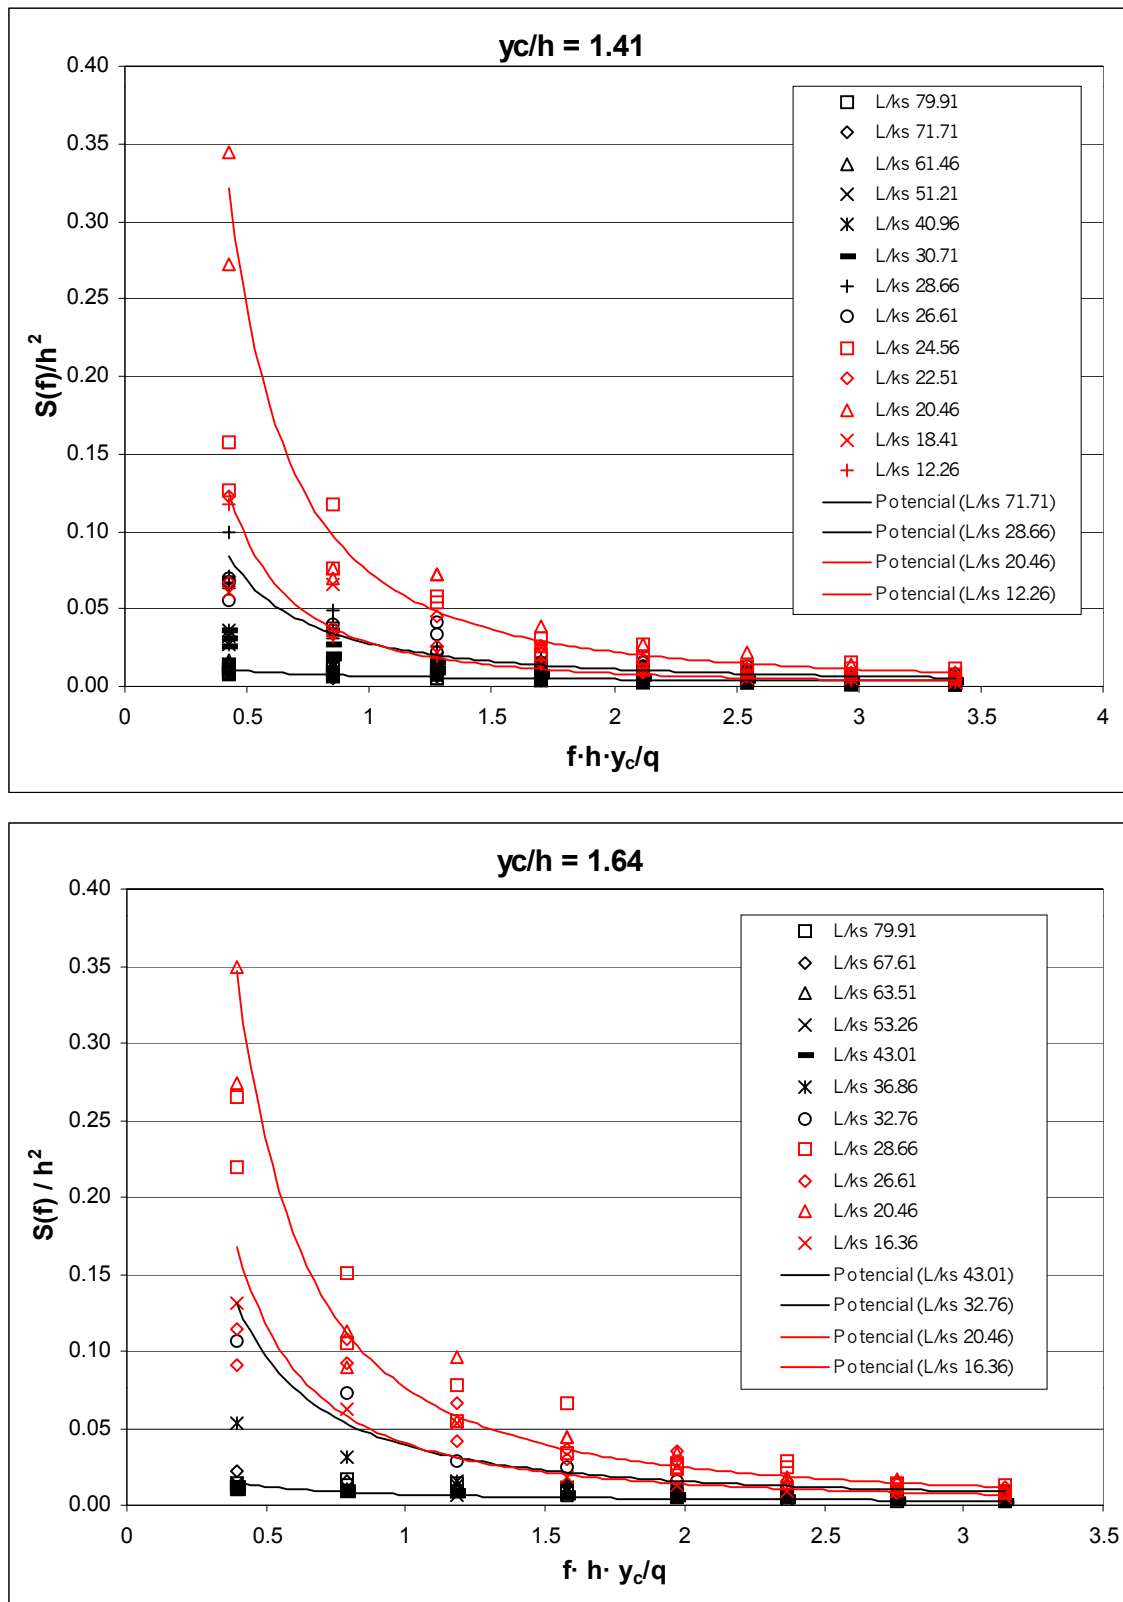 yc/h = 1.41
S(f)/h²
0.40
0.35
0.30
0.25
0.20
0.15
0.10
0.05
0.00
0 0.5 1 1.5 2 2.5 3 3.5 4
f·h·yc/q
L/ks 79.91
L/ks 71.71
L/ks 61.46
L/ks 51.21
L/ks 40.96
L/ks 30.71
L/ks 28.66
L/ks 26.61
L/ks 24.56
L/ks 22.51
L/ks 20.46
L/ks 18.41
L/ks 12.26
Potencial (L/ks 71.71)
Potencial (L/ks 28.66)
Potencial (L/ks 20.46)
Potencial (L/ks 12.26)
yc/h = 1.64
S(f) / h²
0.40
0.35
0.30
0.25
0.20
0.15
0.10
0.05
0.00
0 0.5 1 1.5 2 2.5 3 3.5
f· h· yc/q
L/ks 79.91
L/ks 67.61
L/ks 63.51
L/ks 53.26
L/ks 43.01
L/ks 36.86
L/ks 32.76
L/ks 28.66
L/ks 26.61
L/ks 20.46
L/ks 16.36
Potencial (L/ks 43.01)
Potencial (L/ks 32.76)
Potencial (L/ks 20.46)
Potencial (L/ks 16.36)